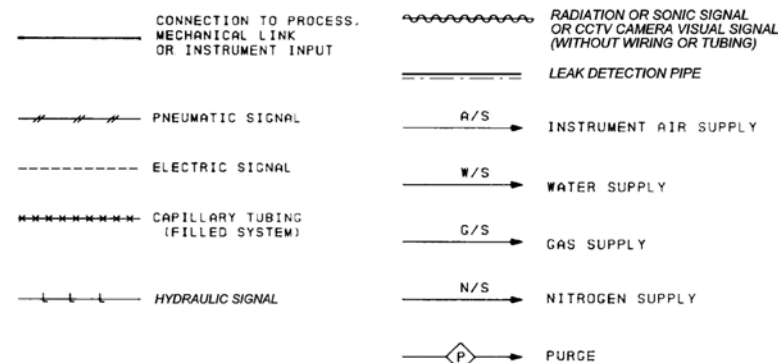 CONNECTION TO PROCESS,
MECHANICAL LINK
OR INSTRUMENT INPUT
PNEUMATIC SIGNAL
ELECTRIC SIGNAL
CAPILLARY TUBING
(FILLED SYSTEM)
HYDRAULIC SIGNAL
RADIATION OR SONIC SIGNAL
OR CCTV CAMERA VISUAL SIGNAL
(WITHOUT WIRING OR TUBING)
LEAK DETECTION PIPE
A/S
INSTRUMENT AIR SUPPLY
W/S
WATER SUPPLY
G/S
GAS SUPPLY
N/S
NITROGEN SUPPLY
P
PURGE